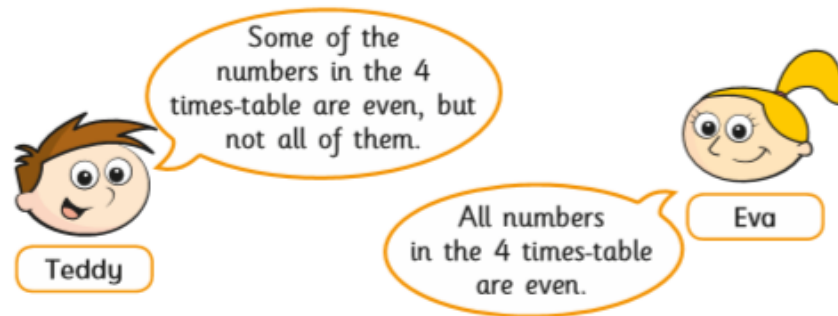 Some of the
numbers in the 4
times-table are even, but
not all of them.
Teddy
All numbers
in the 4 times-table
are even.
Eva